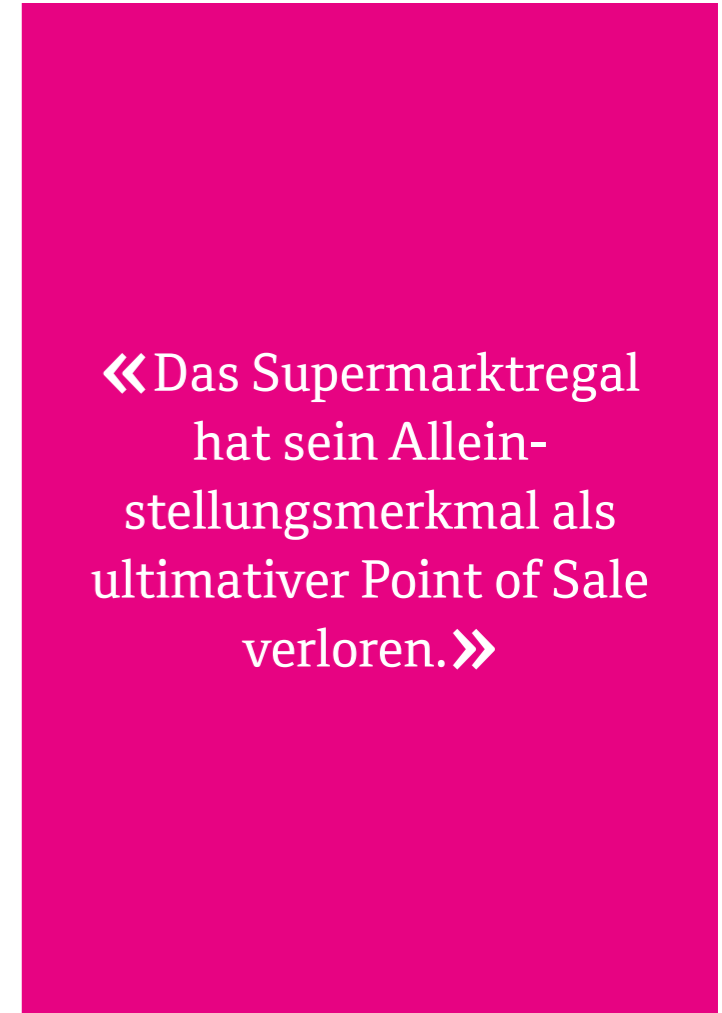 «Das Supermarktregal
hat sein Allein-
stellungsmerkmal als
ultimativer Point of Sale
verloren.»